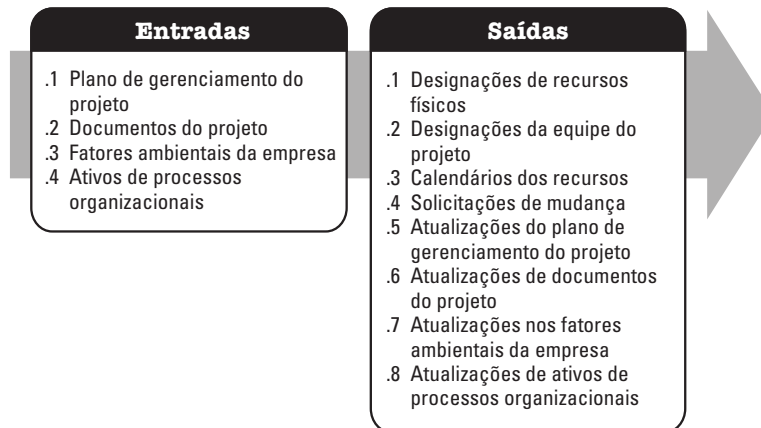 Entradas
.1 Plano de gerenciamento do
projeto
.2 Documentos do projeto
.3 Fatores ambientais da empresa
.4 Ativos de processos
organizacionais
Saídas
.1 Designações de recursos
físicos
.2 Designações da equipe do
projeto
.3 Calendários dos recursos
.4 Solicitações de mudança
.5 Atualizações do plano de
gerenciamento do projeto
.6 Atualizações de documentos
do projeto
.7 Atualizações nos fatores
ambientais da empresa
.8 Atualizações de ativos de
processos organizacionais